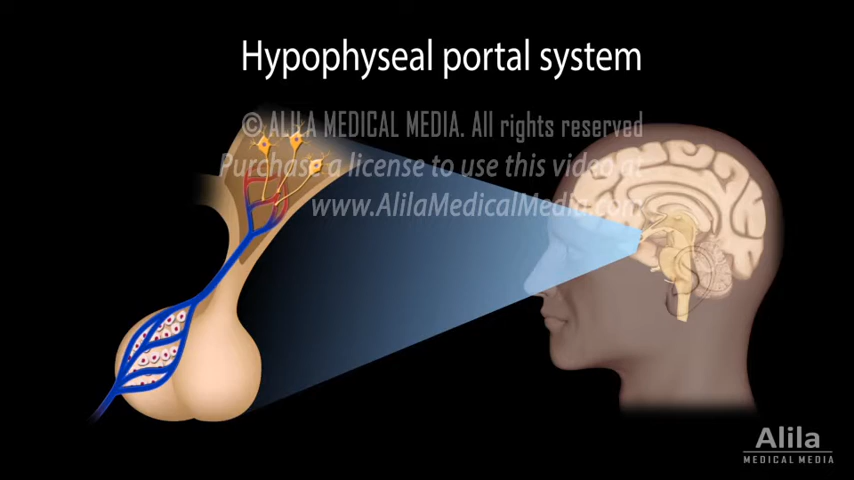 Hypophyseal portal system
© ALILA MEDICAL MEDIA. All rights reserved
Purchase a license to use this video at
www.AlilaMedicalMedia.com
Alila
MEDICAL MEDIA